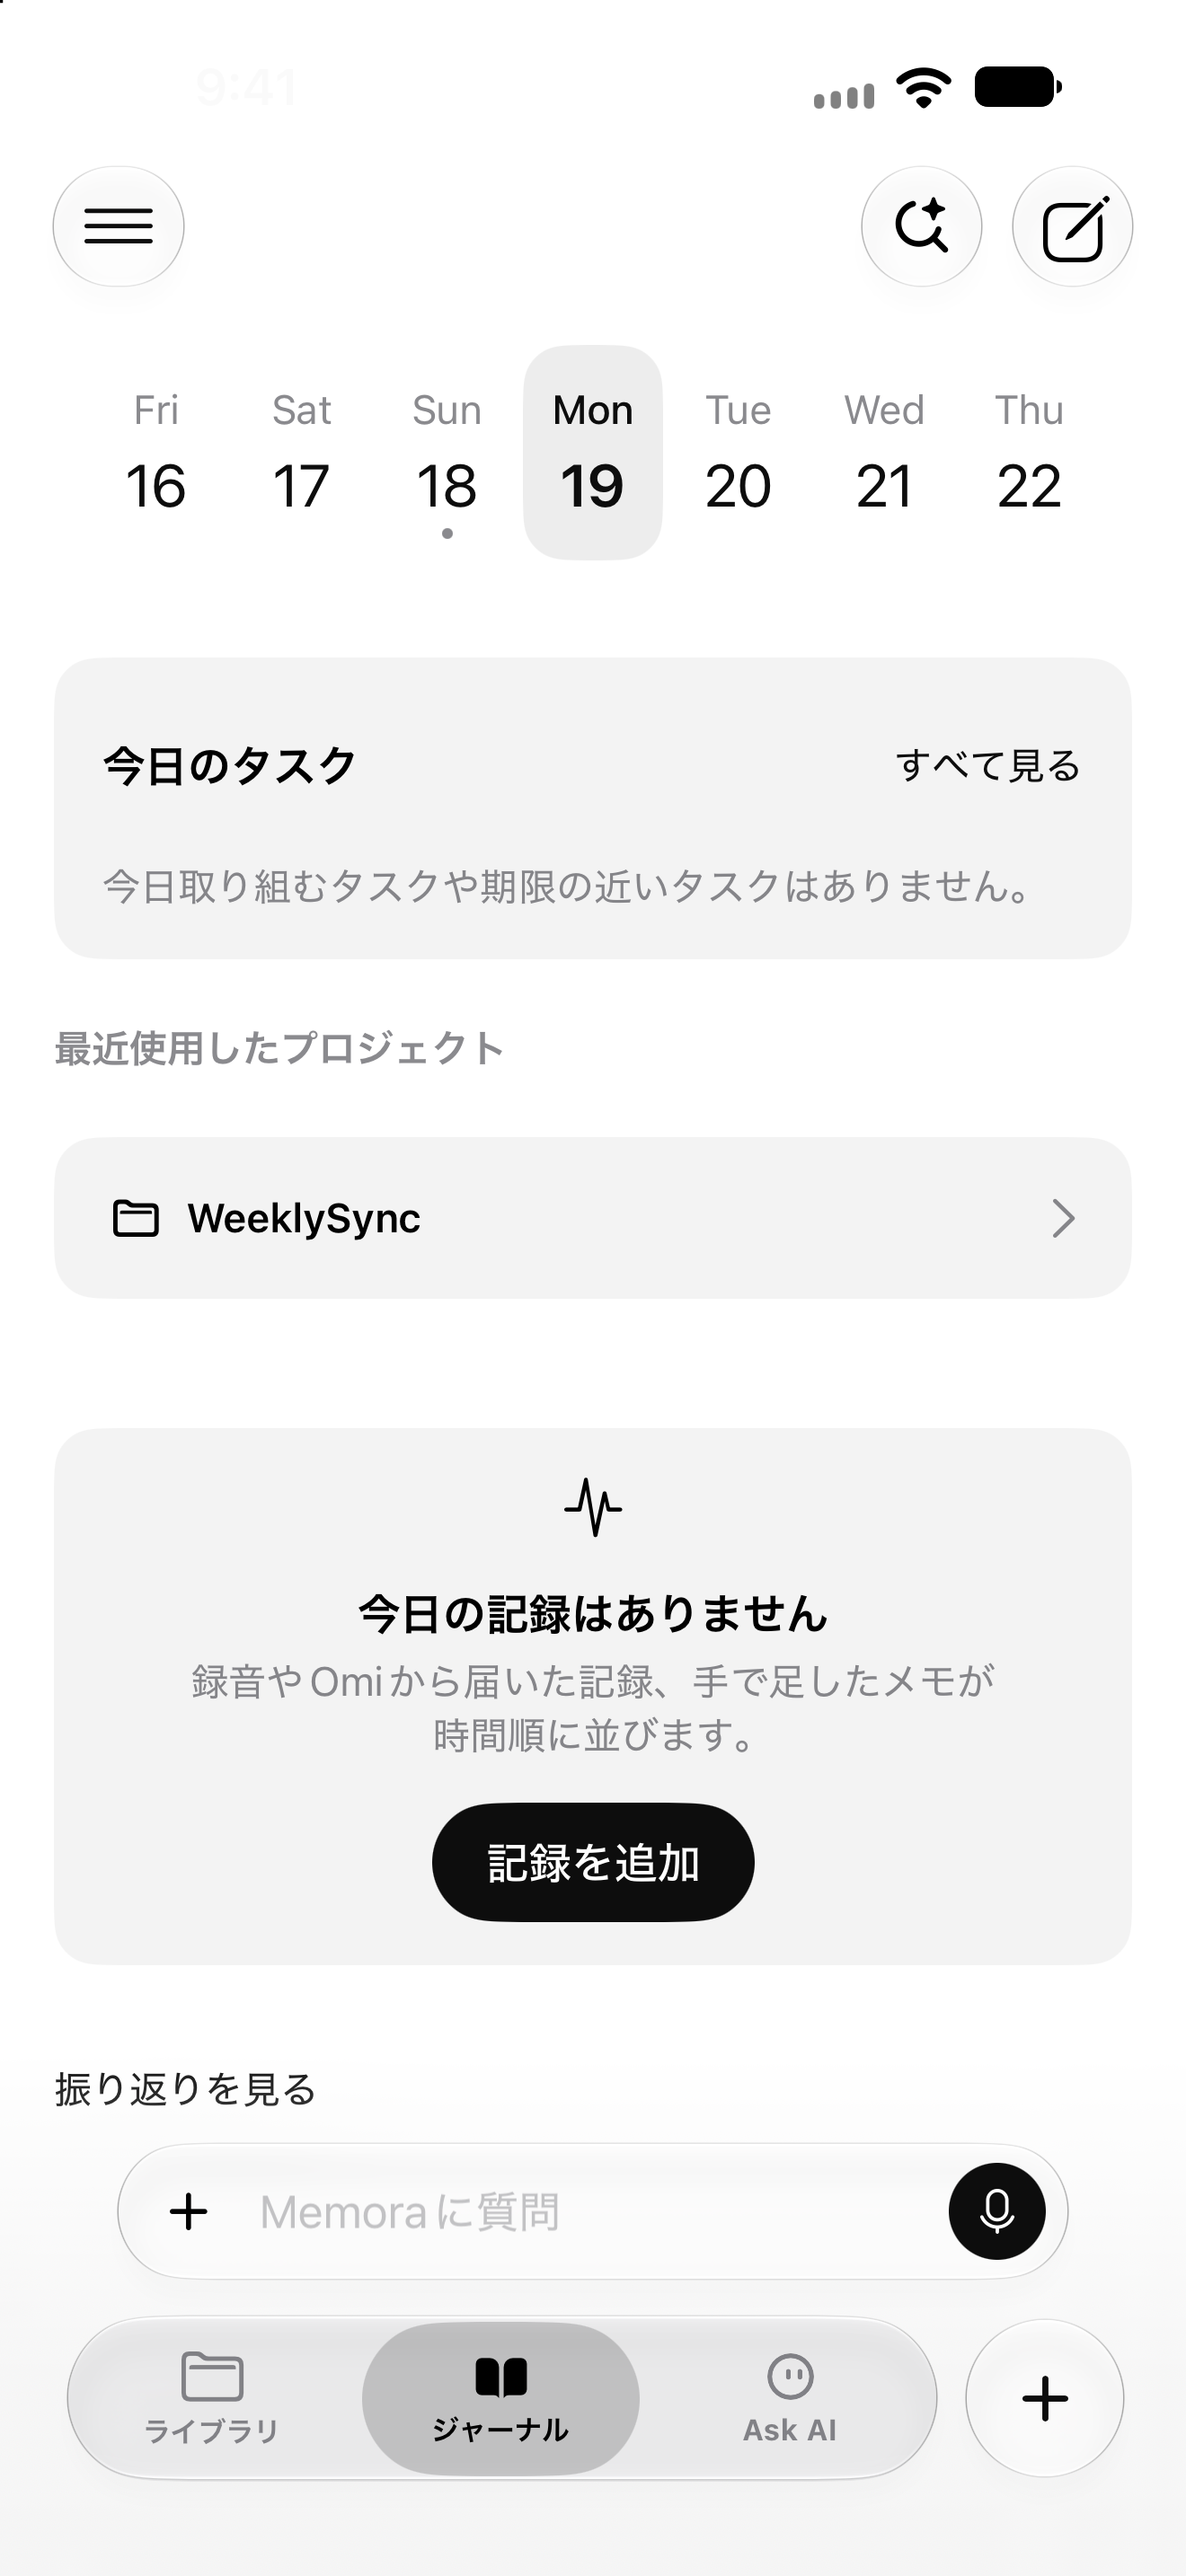 9:41
Fri Sat Sun Mon Tue Wed Thu
16 17 18 19 20 21 22
今日のタスク すべて見る
今日取り組むタスクや期限の近いタスクはありません。
最近使用したプロジェクト
WeeklySync
今日の記録はありません
録音やOmiから届いた記録、手で足したメモが
時間順に並びます。
記録を追加
振り返りを見る
Memoraに質問
ライブラリ ジャーナル Ask AI